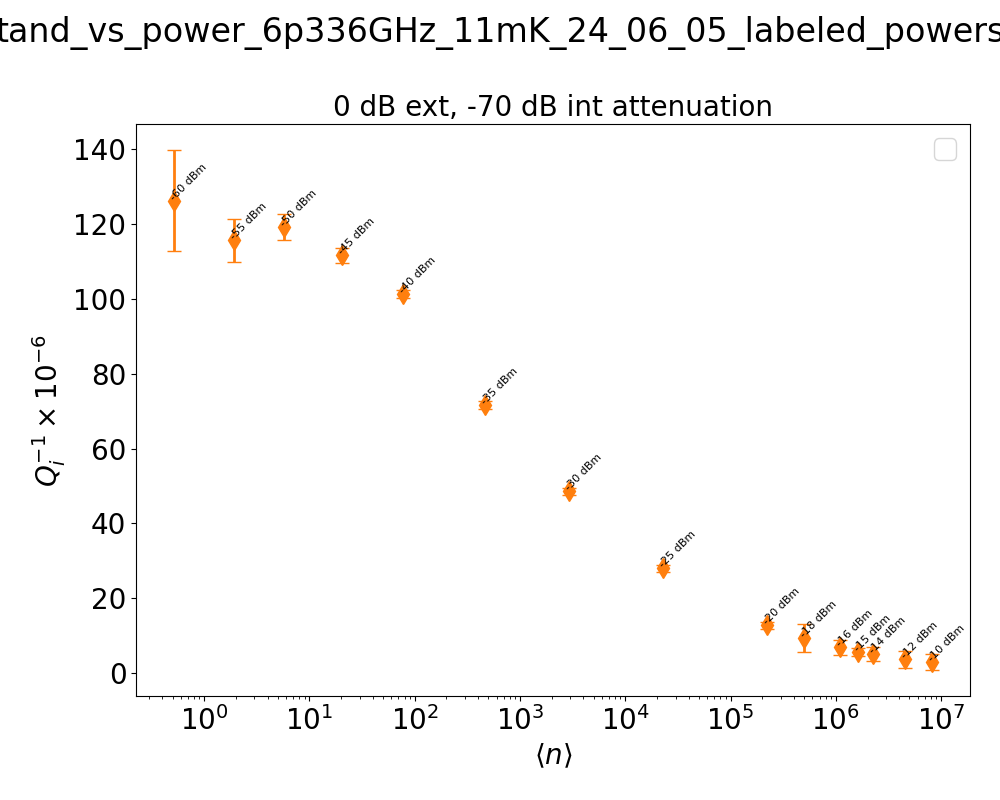 tand_vs_power_6p336GHz_11mK_24_06_05_labeled_powers
0 dB ext, -70 dB int attenuation
140
120
100
80
60
40
20
0
-60 dBm
-55 dBm
-50 dBm
-45 dBm
-40 dBm
-35 dBm
-30 dBm
-25 dBm
-20 dBm
-18 dBm
-16 dBm
-15 dBm
-14 dBm
-12 dBm
-10 dBm
Q_i^{-1} × 10^{-6}
10^0 10^1 10^2 10^3 10^4 10^5 10^6 10^7
⟨n⟩